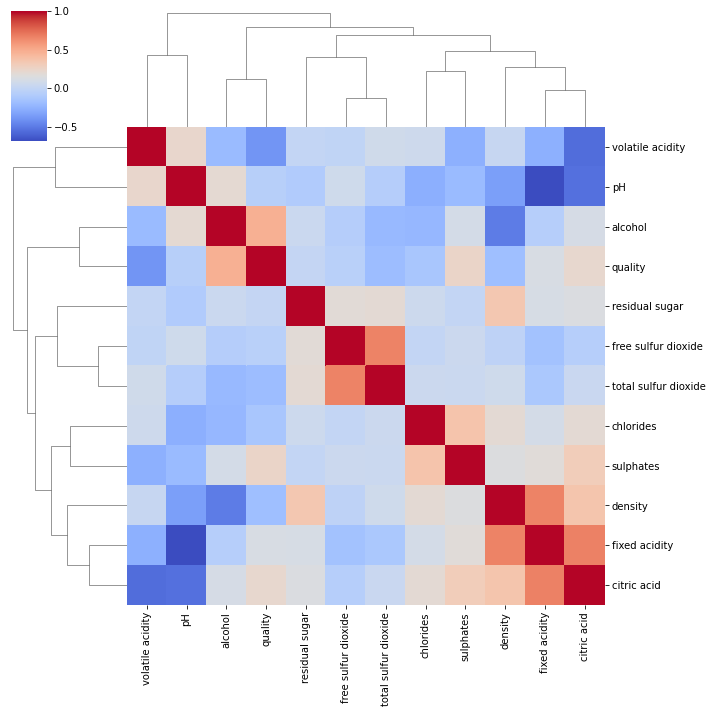 1.0
0.5
0.0
−0.5
volatile acidity
pH
alcohol
quality
residual sugar
free sulfur dioxide
total sulfur dioxide
chlorides
sulphates
density
fixed acidity
citric acid
volatile acidity
pH
alcohol
quality
residual sugar
free sulfur dioxide
total sulfur dioxide
chlorides
sulphates
density
fixed acidity
citric acid